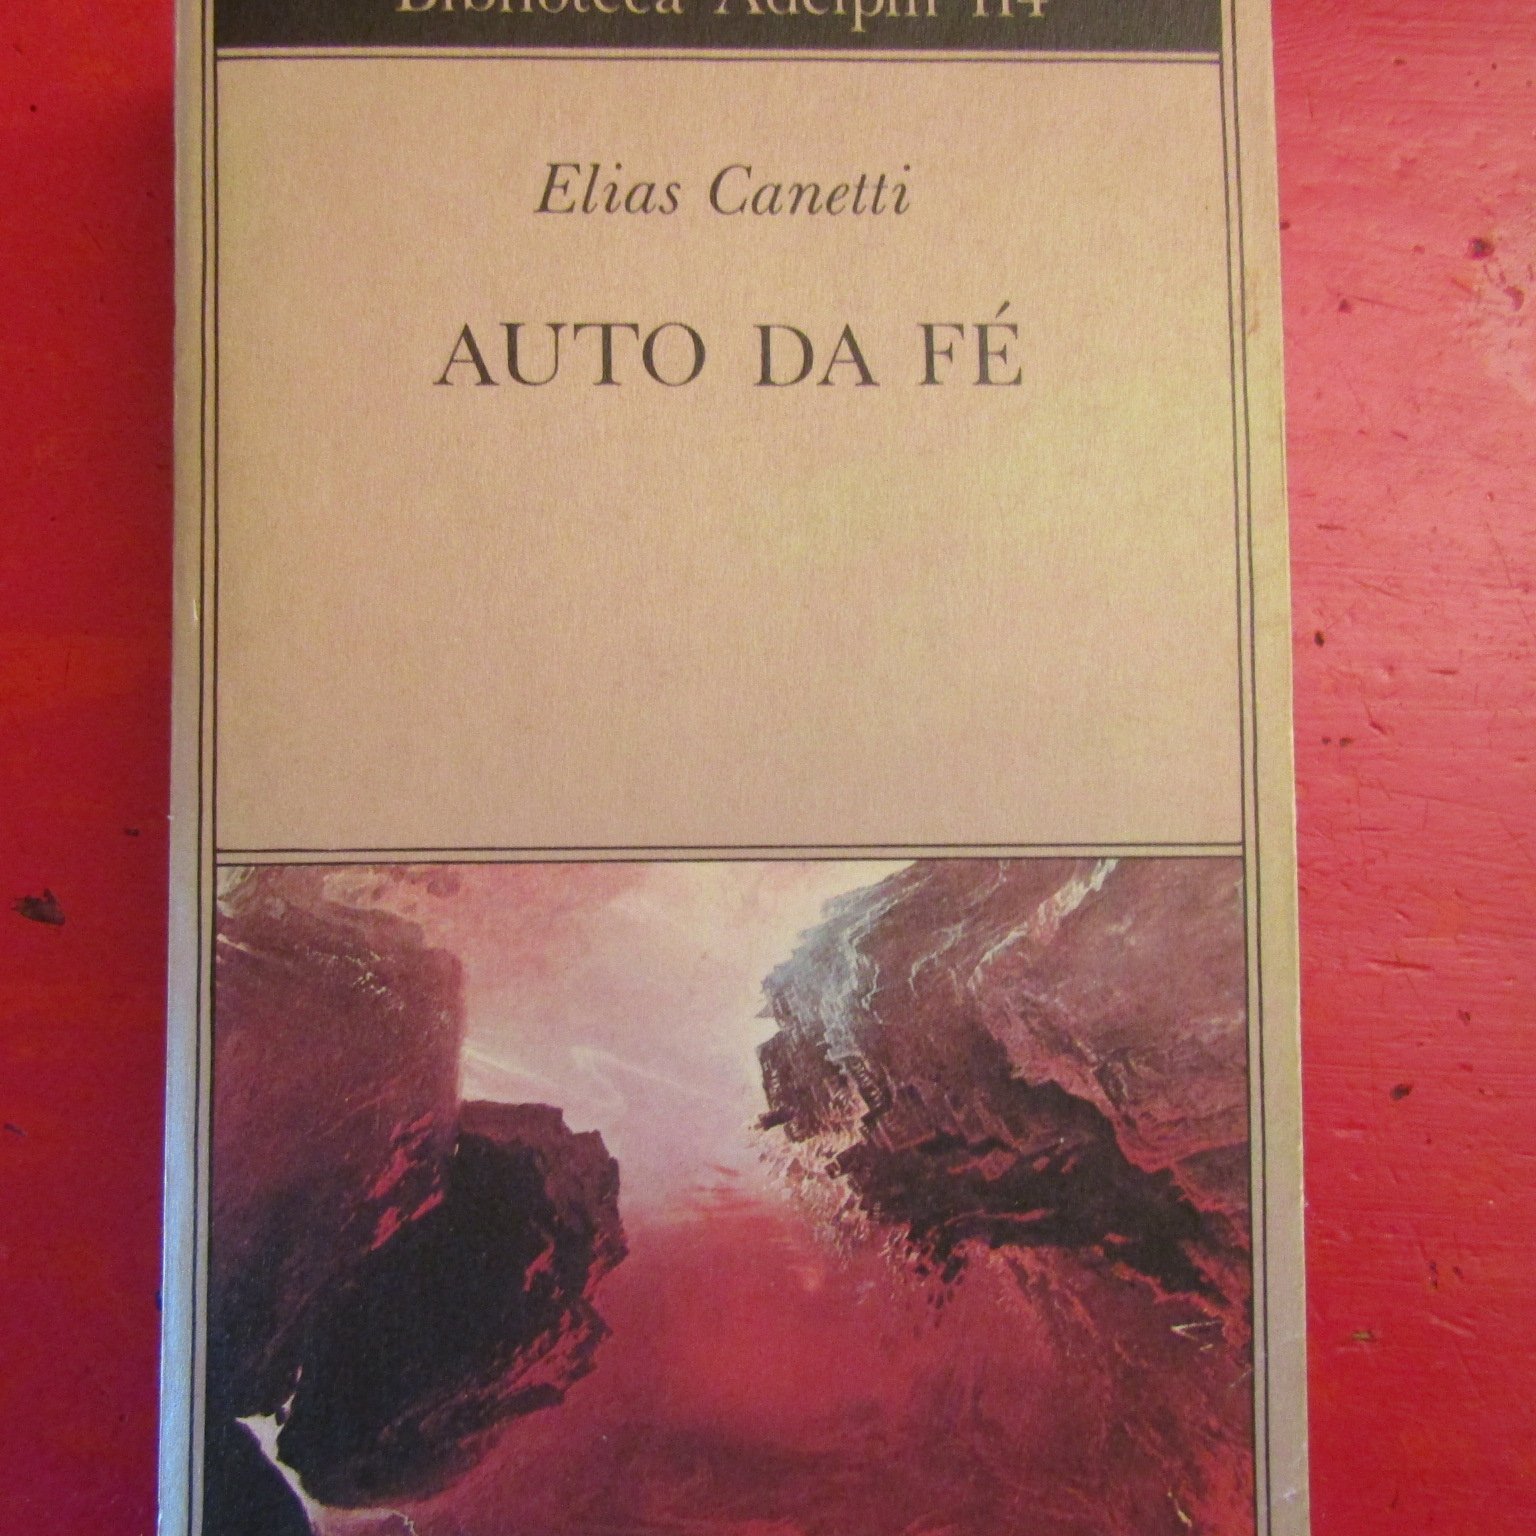 Biblioteca Adelphi 114
Elias Canetti
AUTO DA FÉ